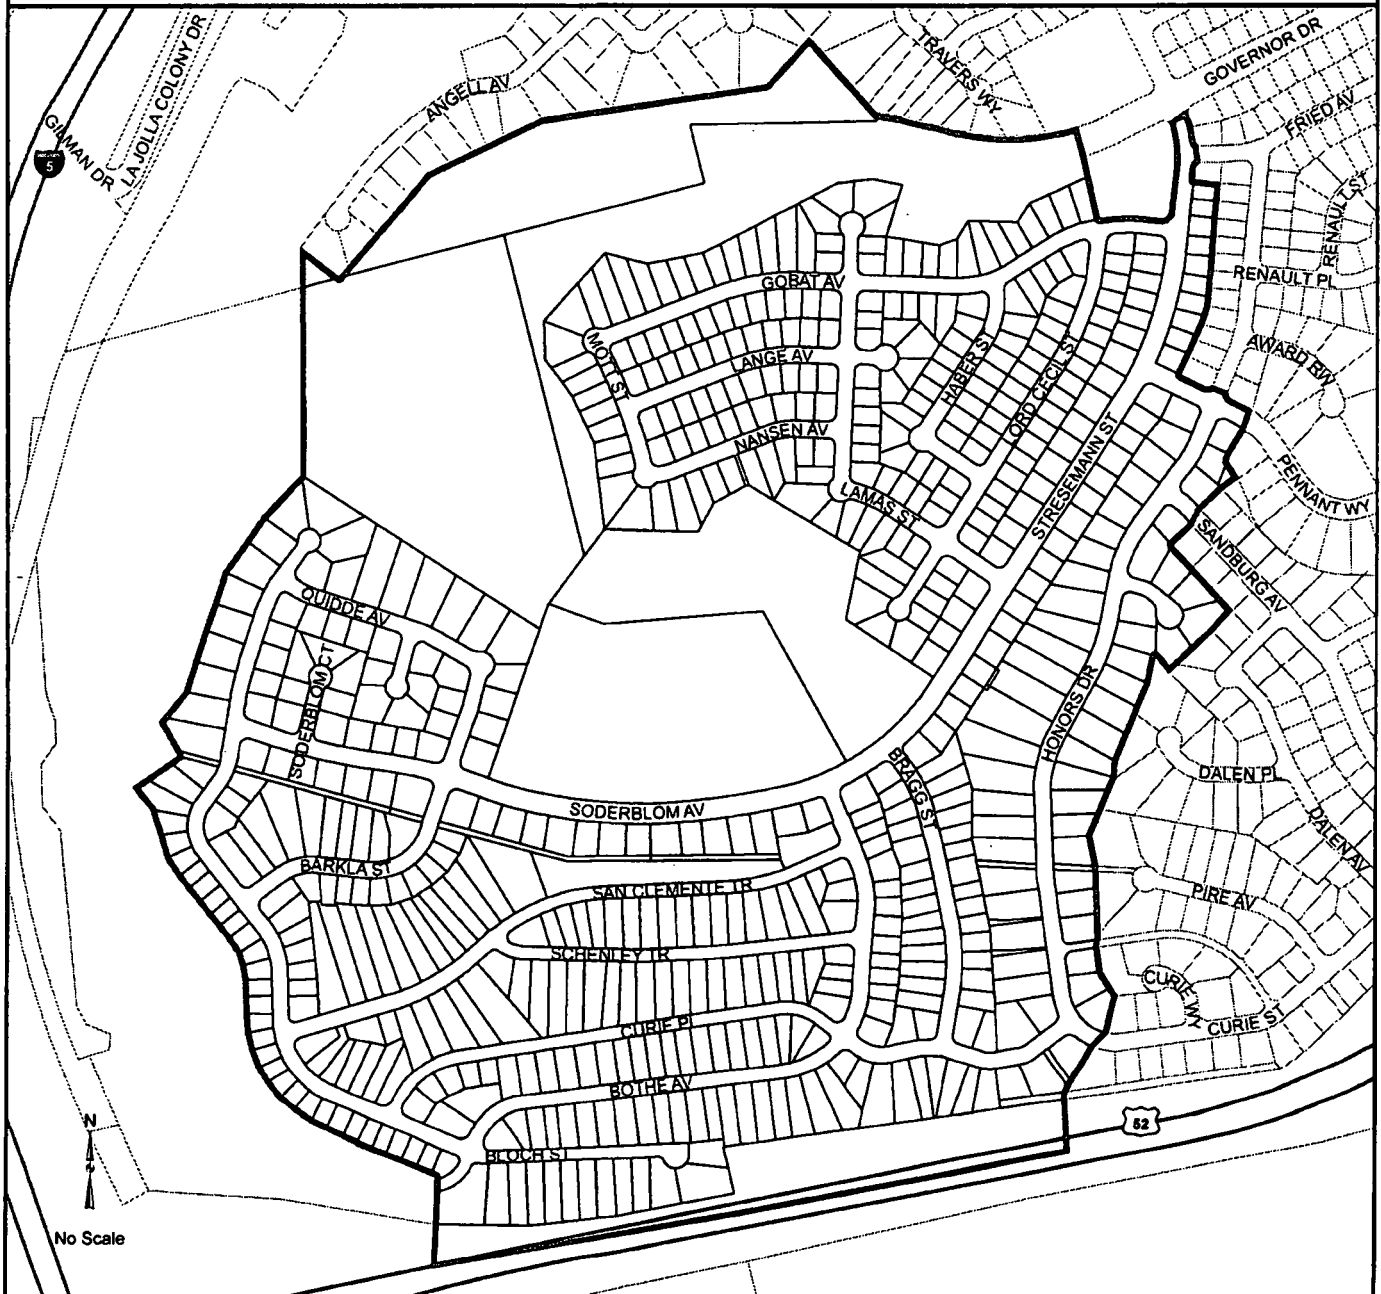 LA JOLLA COLONY DR
GILMAN DR
5
ANGELL AV
TRAVERS WY
GOVERNOR DR
FRIED AV
RENAULT ST
RENAULT PL
AWARD RW
PENNANT WY
SANDBURG AV
GOBAT AV
MOTT ST
LANGE AV
NANSEN AV
HABER ST
ORD CECIL ST
STRESEMANN ST
LAMAS ST
QUIDDE AV
SODERBLOM CT
HONORS DR
BRAGG ST
DALEN PL
DALEN AV
SODERBLOM AV
BARKLA ST
SAN CLEMENTE TR
SCHENLEY TR
PIRE AV
CURIE WY
CURIE ST
CURIE PL
BOTHE AV
BLOCH ST
52
N
No Scale